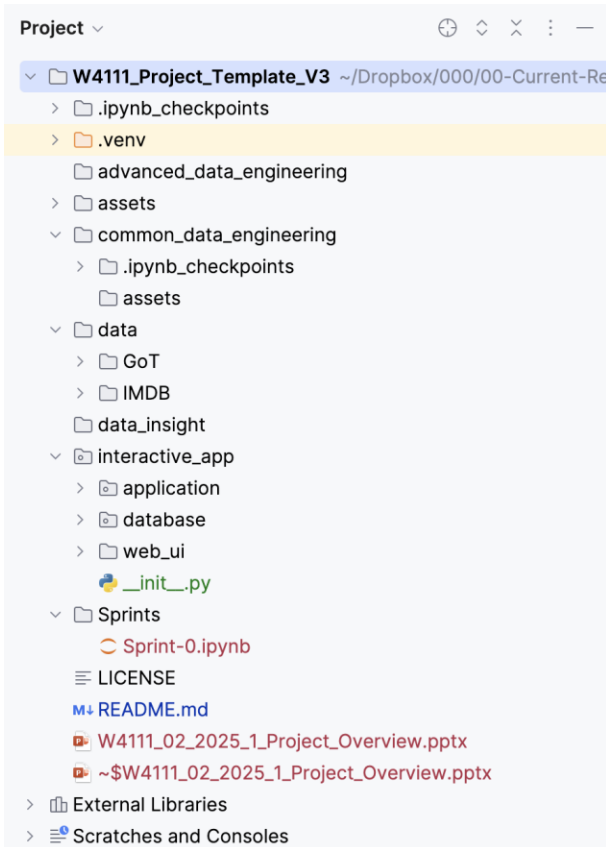 Project
W4111_Project_Template_V3 ~/Dropbox/000/00-Current-Re
.ipynb_checkpoints
.venv
advanced_data_engineering
assets
common_data_engineering
.ipynb_checkpoints
assets
data
GoT
IMDB
data_insight
interactive_app
application
database
web_ui
__init__.py
Sprints
Sprint-0.ipynb
LICENSE
M↓ README.md
P W4111_02_2025_1_Project_Overview.pptx
P ~$W4111_02_2025_1_Project_Overview.pptx
External Libraries
Scratches and Consoles